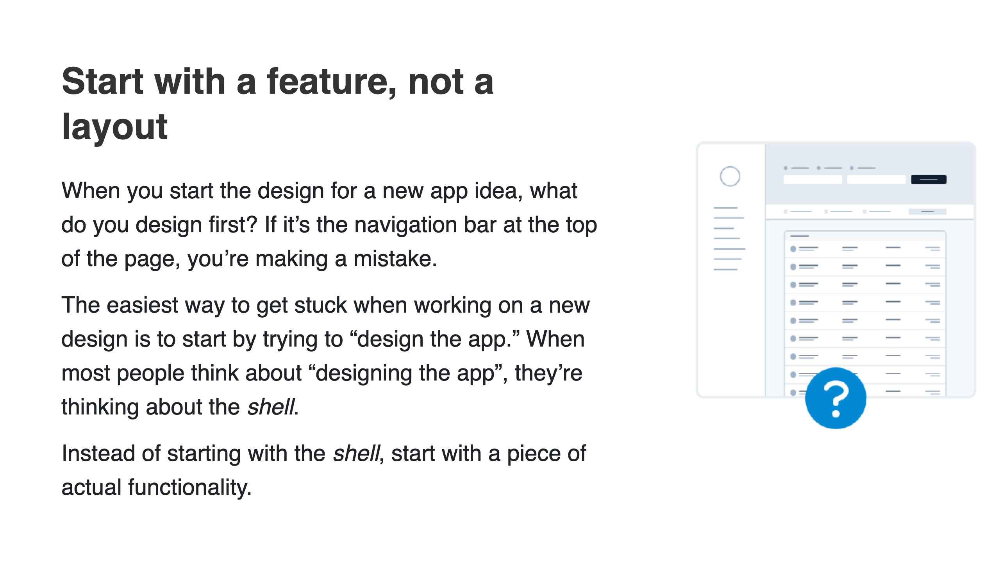 Start with a feature, not a
layout
When you start the design for a new app idea, what
do you design first? If it’s the navigation bar at the top
of the page, you’re making a mistake.
The easiest way to get stuck when working on a new
design is to start by trying to “design the app.” When
most people think about “designing the app”, they’re
thinking about the shell.
Instead of starting with the shell, start with a piece of
actual functionality.
?